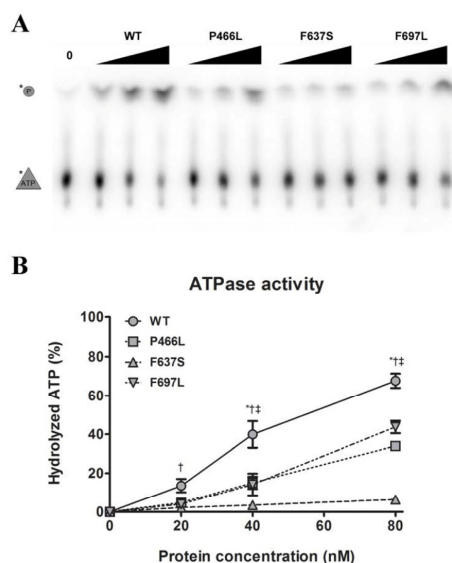 A
0 WT P466L F637S F697L
* P
* ATP
B
ATPase activity
Hydrolyzed ATP (%)
100
80
60
40
20
0
WT
P466L
F637S
F697L
†
*†‡
*†‡
0 20 40 60 80
Protein concentration (nM)